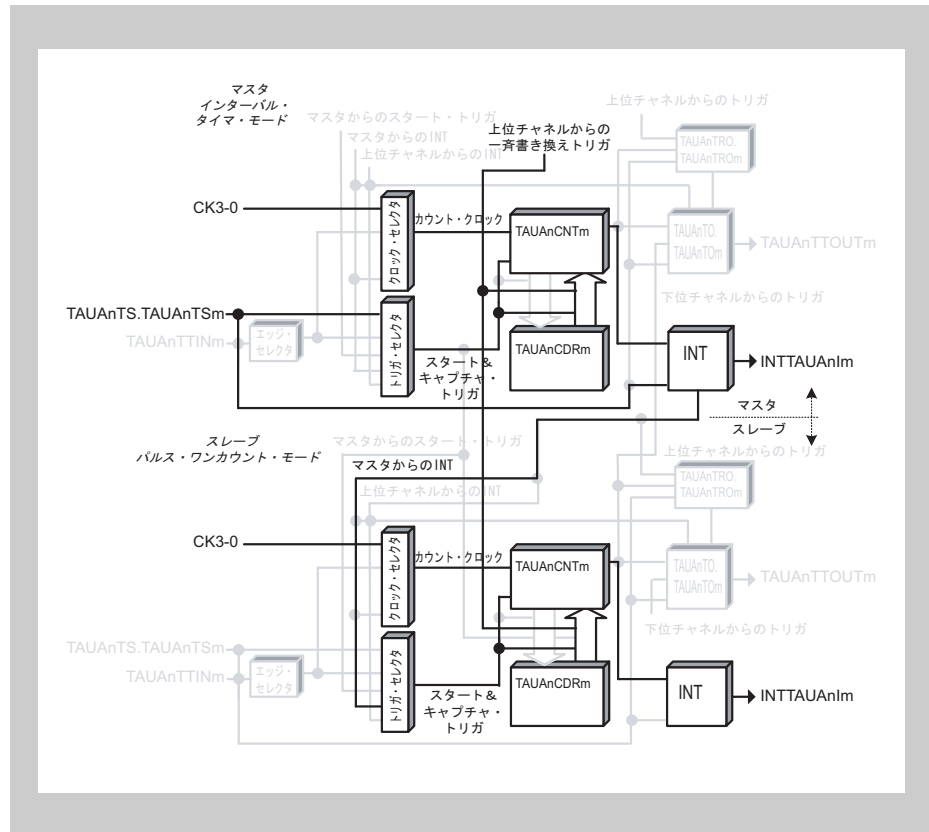 マスタ
インターバル・
タイマ・モード
マスタからのスタート・トリガ
マスタからのINT
上位チャネルからのINT
上位チャネルからの
一斉書き換えトリガ
上位チャネルからのトリガ
TAUAnTRO.
TAUAnTROm
CK3-0
クロック・セレクタ
カウント・クロック
TAUAnCNTm
TAUAnTO.
TAUAnTOm
TAUAnTTOUTm
下位チャネルからのトリガ
TAUAnTS.TAUAnTSm
TAUAnTTINm
エッジ・
セレクタ
トリガ・セレクタ
スタート&
キャプチャ・
トリガ
TAUAnCDRm
INT
INTTAUAnIm
マスタ
スレーブ
スレーブ
パルス・ワンカウント・モード
マスタからのスタート・トリガ
マスタからのINT
上位チャネルからのINT
上位チャネルからのトリガ
TAUAnTRO.
TAUAnTROm
CK3-0
クロック・セレクタ
カウント・クロック
TAUAnCNTm
TAUAnTO.
TAUAnTOm
TAUAnTTOUTm
下位チャネルからのトリガ
TAUAnTS.TAUAnTSm
TAUAnTTINm
エッジ・
セレクタ
トリガ・セレクタ
スタート&
キャプチャ・
トリガ
TAUAnCDRm
INT
INTTAUAnIm